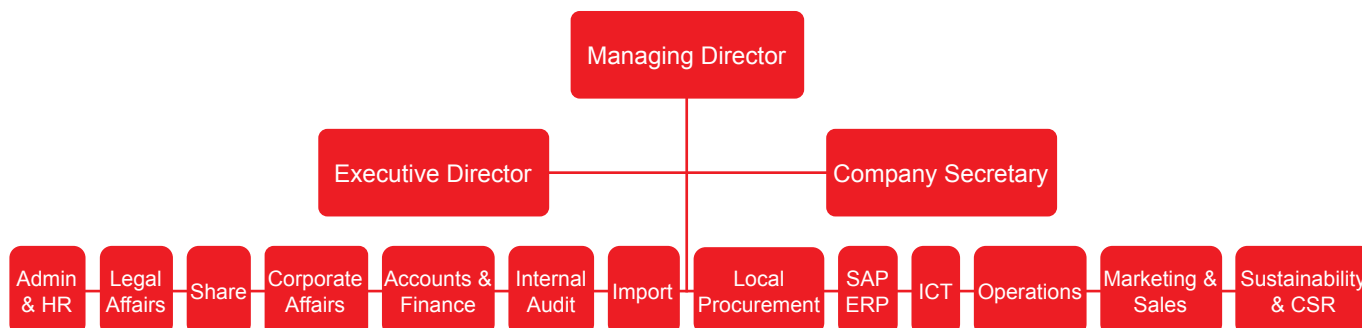 Managing Director
Executive Director
Company Secretary
Admin
& HR
Legal
Affairs
Share
Corporate
Affairs
Accounts &
Finance
Internal
Audit
Import
Local
Procurement
SAP
ERP
ICT
Operations
Marketing &
Sales
Sustainability
& CSR